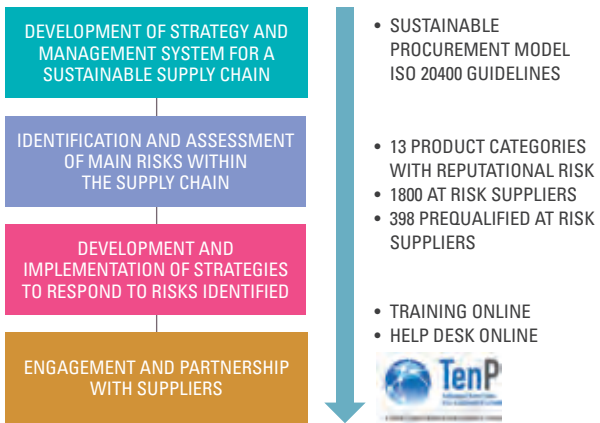 DEVELOPMENT OF STRATEGY AND
MANAGEMENT SYSTEM FOR A
SUSTAINABLE SUPPLY CHAIN
• SUSTAINABLE
PROCUREMENT MODEL
ISO 20400 GUIDELINES
IDENTIFICATION AND ASSESSMENT
OF MAIN RISKS WITHIN
THE SUPPLY CHAIN
• 13 PRODUCT CATEGORIES
WITH REPUTATIONAL RISK
• 1800 AT RISK SUPPLIERS
• 398 PREQUALIFIED AT RISK
SUPPLIERS
DEVELOPMENT AND
IMPLEMENTATION OF STRATEGIES
TO RESPOND TO RISKS IDENTIFIED
• TRAINING ONLINE
• HELP DESK ONLINE
ENGAGEMENT AND PARTNERSHIP
WITH SUPPLIERS
TenP